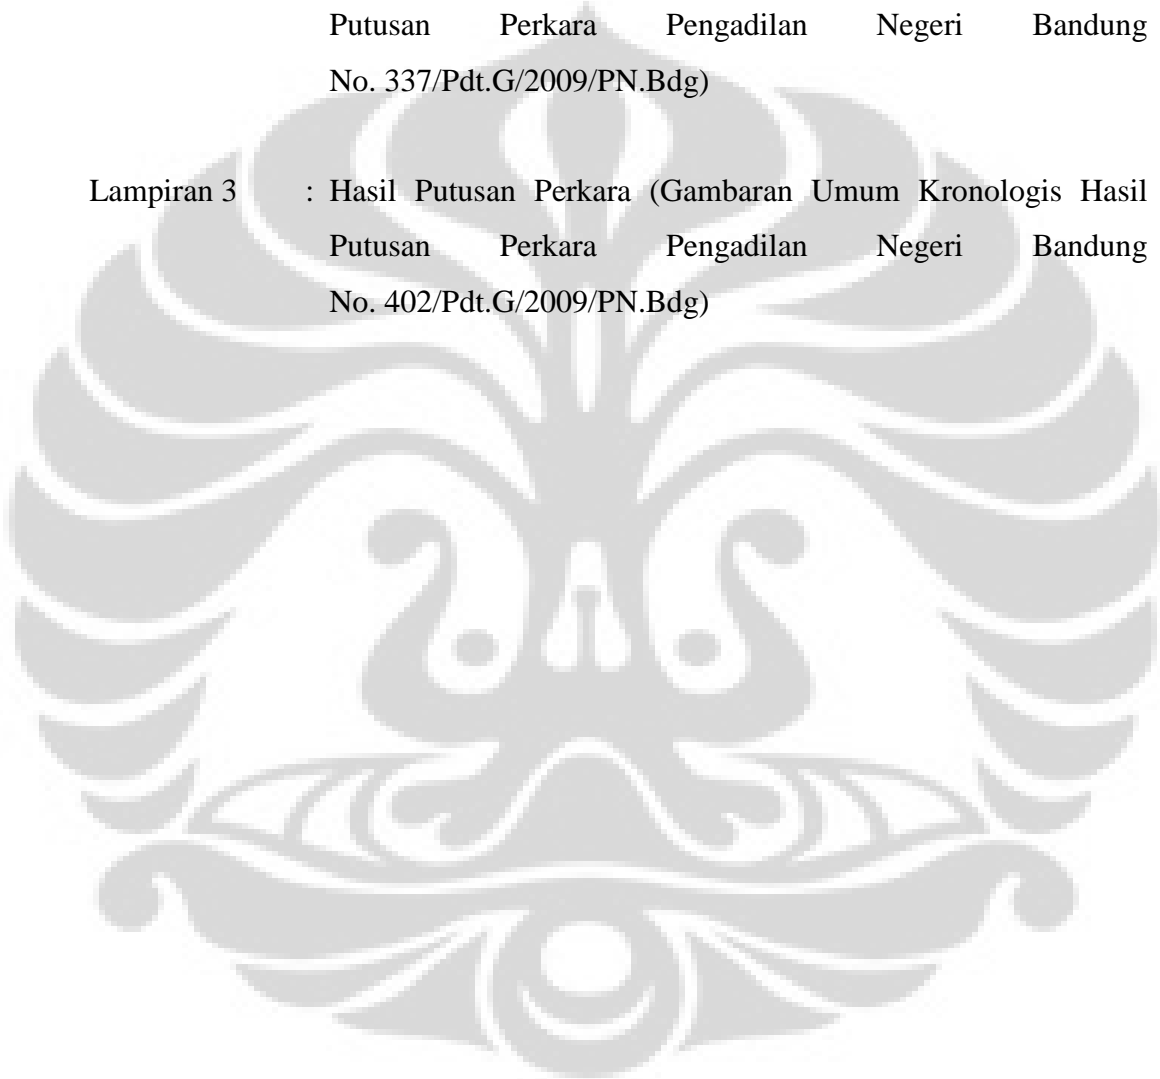 Putusan Perkara Pengadilan Negeri Bandung
No. 337/Pdt.G/2009/PN.Bdg)
Lampiran 3 : Hasil Putusan Perkara (Gambaran Umum Kronologis Hasil
Putusan Perkara Pengadilan Negeri Bandung
No. 402/Pdt.G/2009/PN.Bdg)